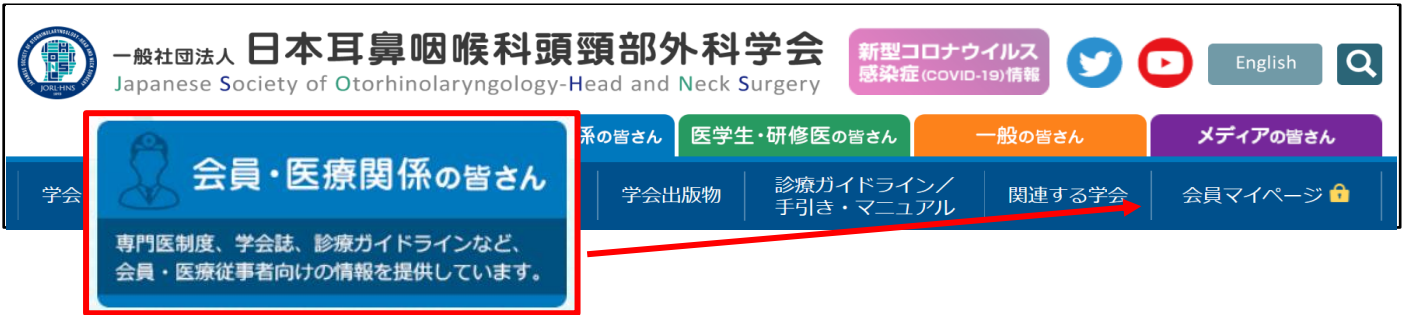 一般社団法人 日本耳鼻咽喉科頭頸部外科学会
Japanese Society of Otorhinolaryngology-Head and Neck Surgery
JORL-HNS
新型コロナウイルス
感染症(COVID-19)情報
English
係の皆さん
医学生・研修医の皆さん
一般の皆さん
メディアの皆さん
会員・医療関係の皆さん
専門医制度、学会誌、診療ガイドラインなど、
会員・医療従事者向けの情報を提供しています。
学会
学会出版物
診療ガイドライン／
手引き・マニュアル
関連する学会
会員マイページ